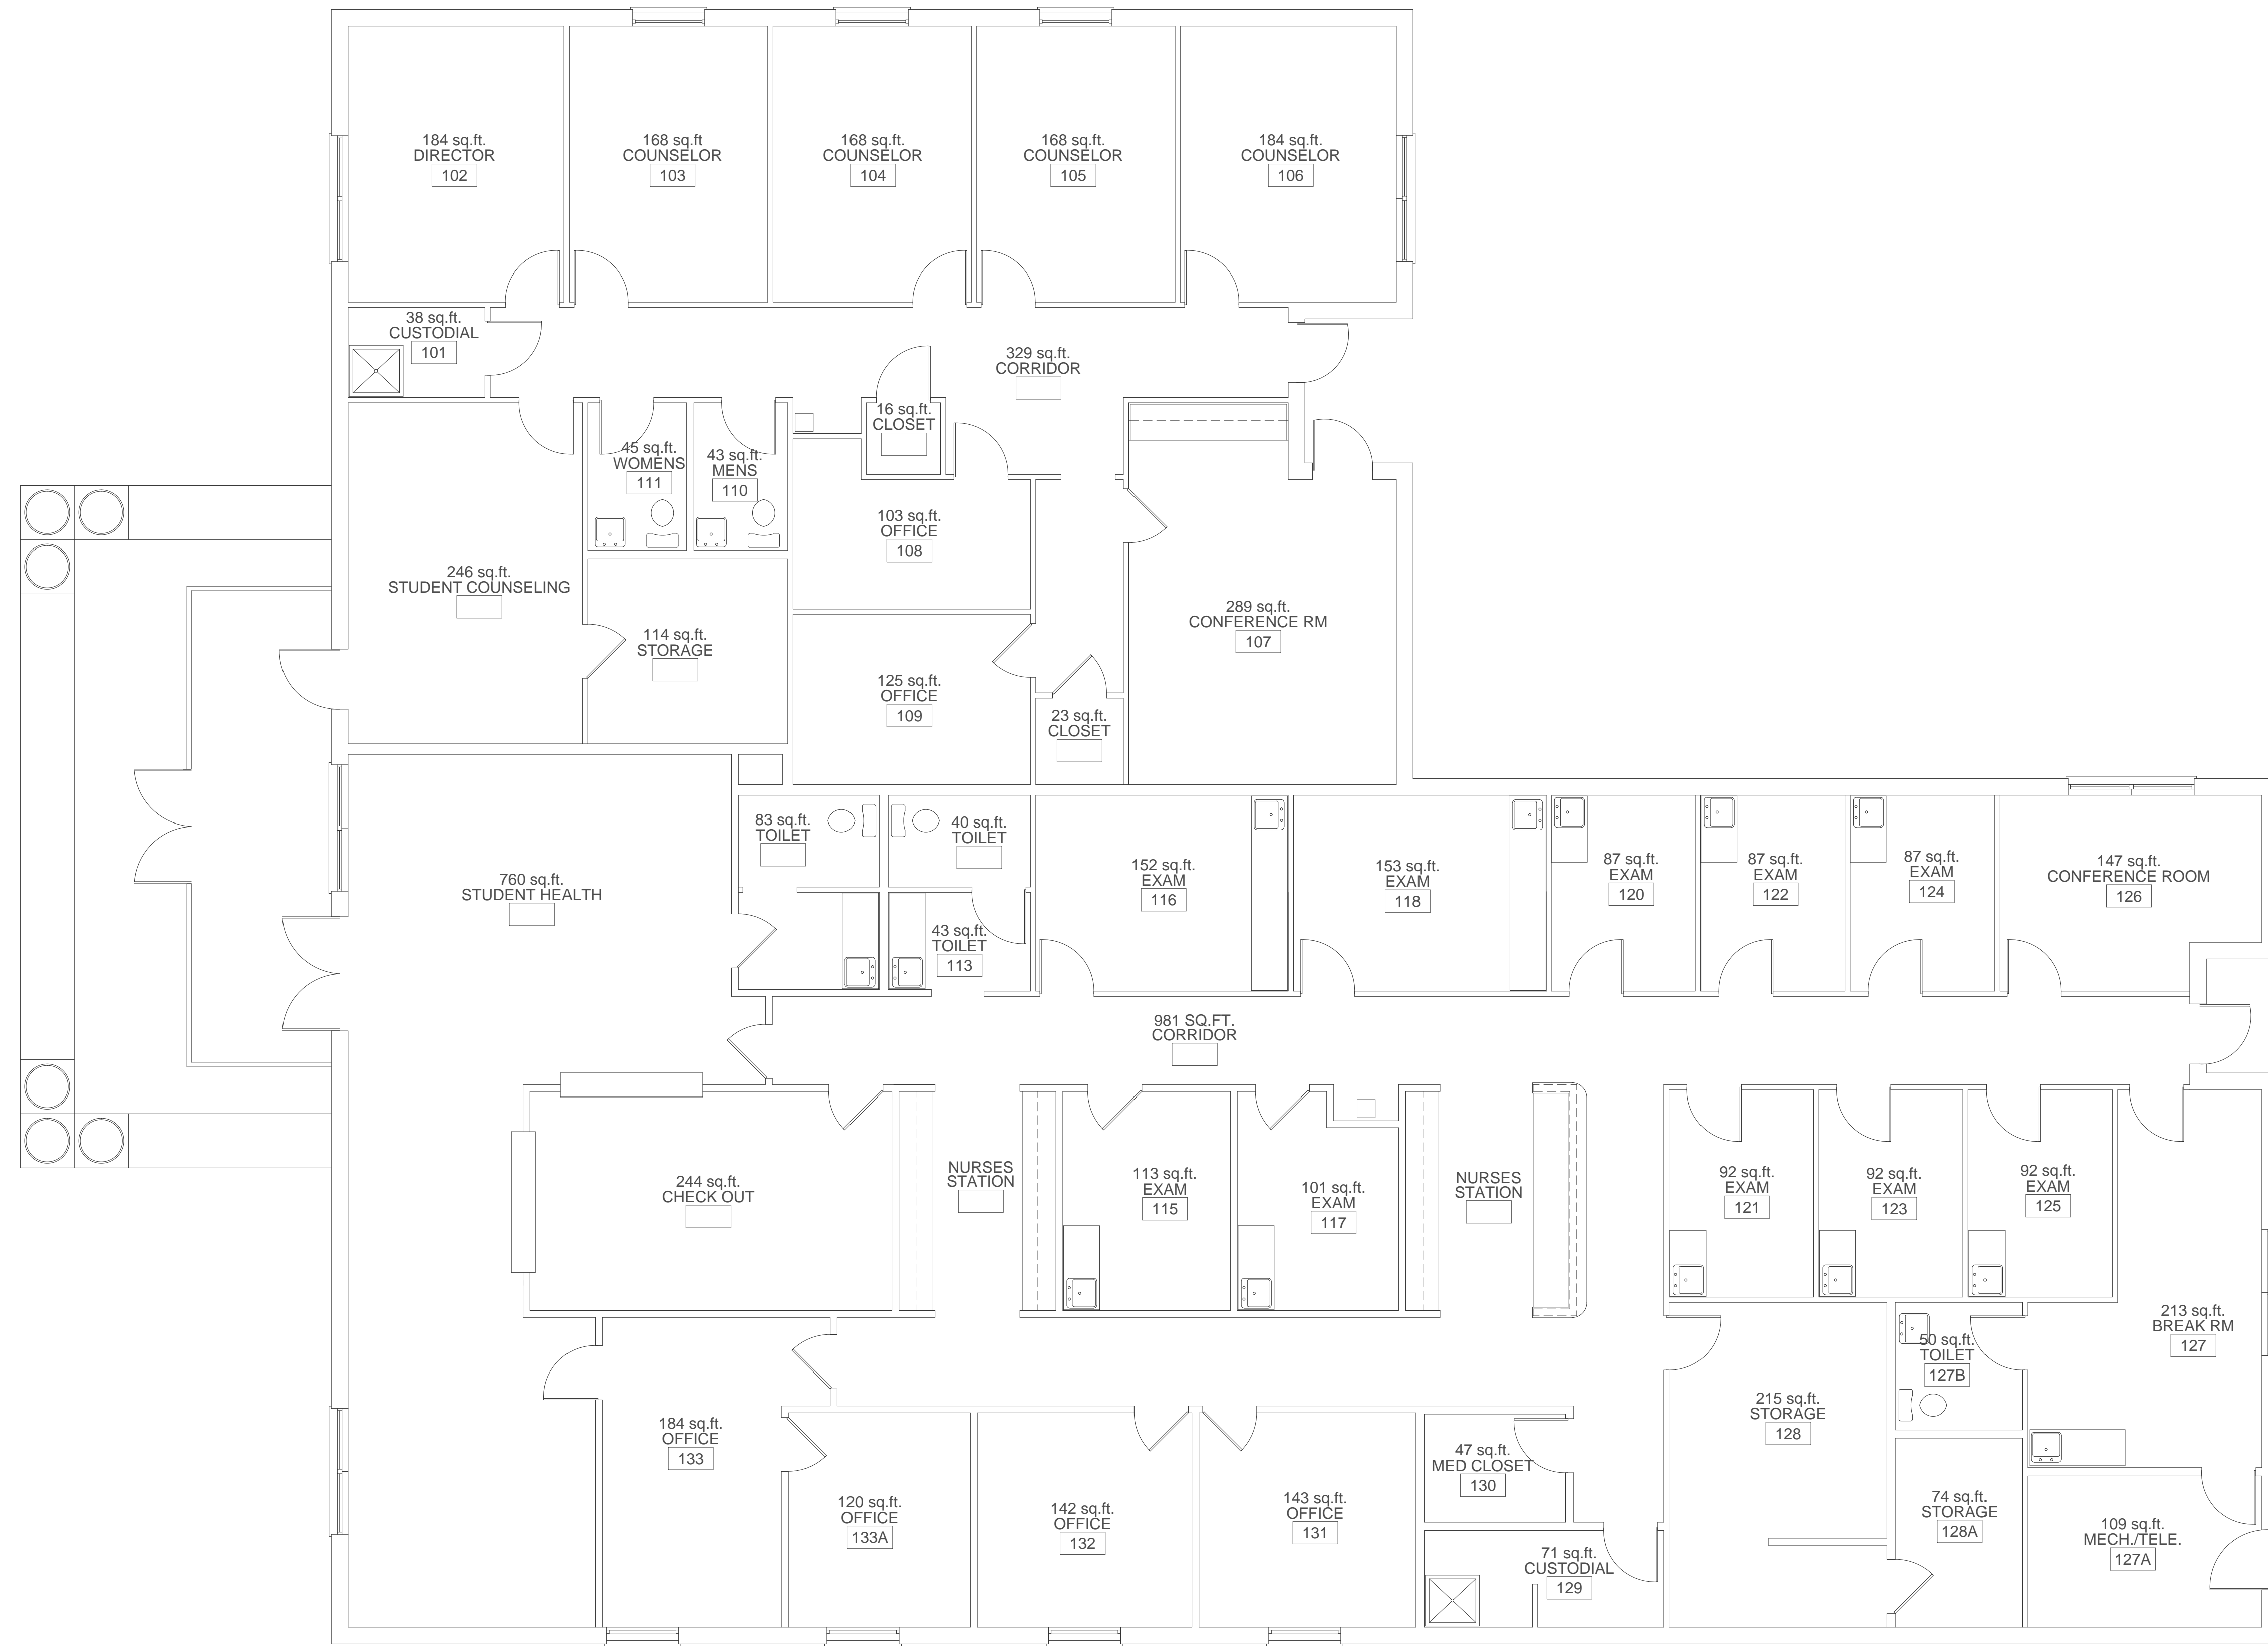 184 sq.ft.
DIRECTOR
102
168 sq.ft
COUNSELOR
103
168 sq.ft.
COUNSELOR
104
168 sq.ft.
COUNSELOR
105
184 sq.ft.
COUNSELOR
106
38 sq.ft.
CUSTODIAL
101
329 sq.ft.
CORRIDOR
16 sq.ft.
CLOSET
45 sq.ft.
WOMENS
111
43 sq.ft.
MENS
110
103 sq.ft.
OFFICE
108
246 sq.ft.
STUDENT COUNSELING
114 sq.ft.
STORAGE
289 sq.ft.
CONFERENCE RM
107
125 sq.ft.
OFFICE
109
23 sq.ft.
CLOSET
83 sq.ft.
TOILET
40 sq.ft.
TOILET
760 sq.ft.
STUDENT HEALTH
43 sq.ft.
TOILET
113
152 sq.ft.
EXAM
116
153 sq.ft.
EXAM
118
87 sq.ft.
EXAM
120
87 sq.ft.
EXAM
122
87 sq.ft.
EXAM
124
147 sq.ft.
CONFERENCE ROOM
126
981 SQ.FT.
CORRIDOR
244 sq.ft.
CHECK OUT
NURSES
STATION
113 sq.ft.
EXAM
115
101 sq.ft.
EXAM
117
NURSES
STATION
92 sq.ft.
EXAM
121
92 sq.ft.
EXAM
123
92 sq.ft.
EXAM
125
213 sq.ft.
BREAK RM
127
50 sq.ft.
TOILET
127B
184 sq.ft.
OFFICE
133
215 sq.ft.
STORAGE
128
120 sq.ft.
OFFICE
133A
142 sq.ft.
OFFICE
132
143 sq.ft.
OFFICE
131
47 sq.ft.
MED CLOSET
130
71 sq.ft.
CUSTODIAL
129
74 sq.ft.
STORAGE
128A
109 sq.ft.
MECH./TELE.
127A